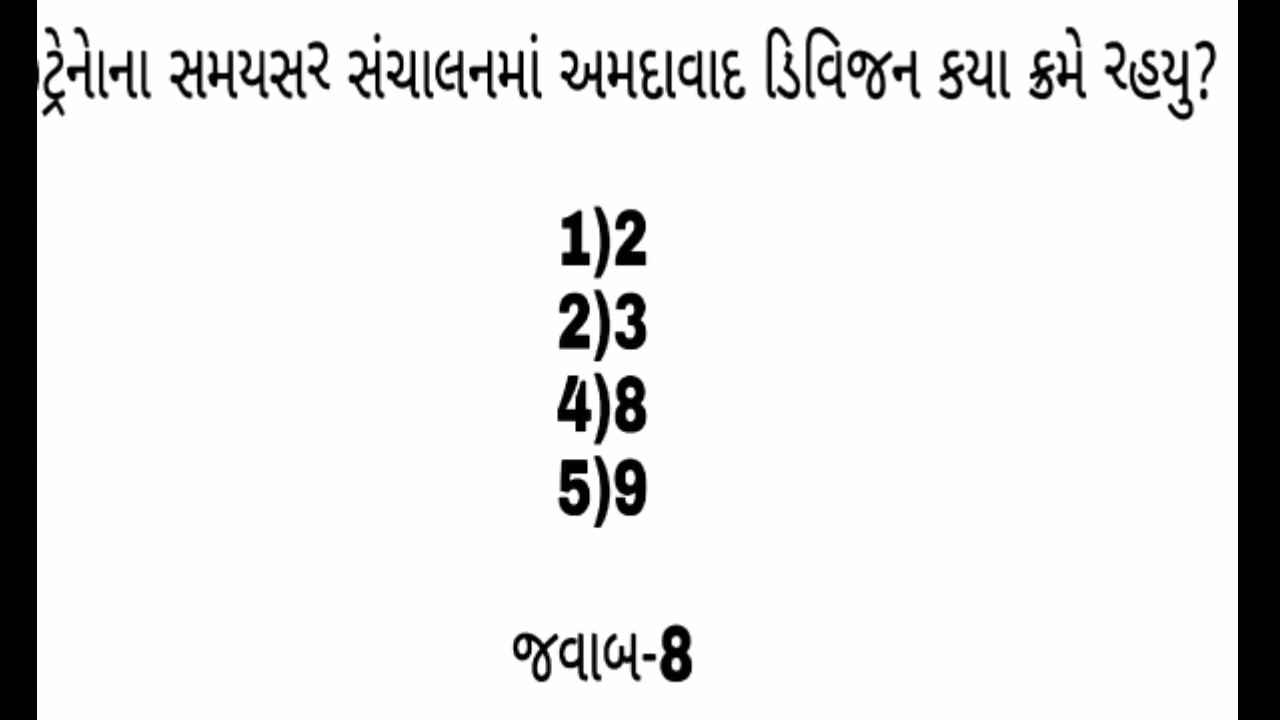 ટ્રેનોના સમયસર સંચાલનમાં અમદાવાદ ડિવિજન કયા ક્રમે રહયુ?
1)2
2)3
4)8
5)9
જવાબ-8